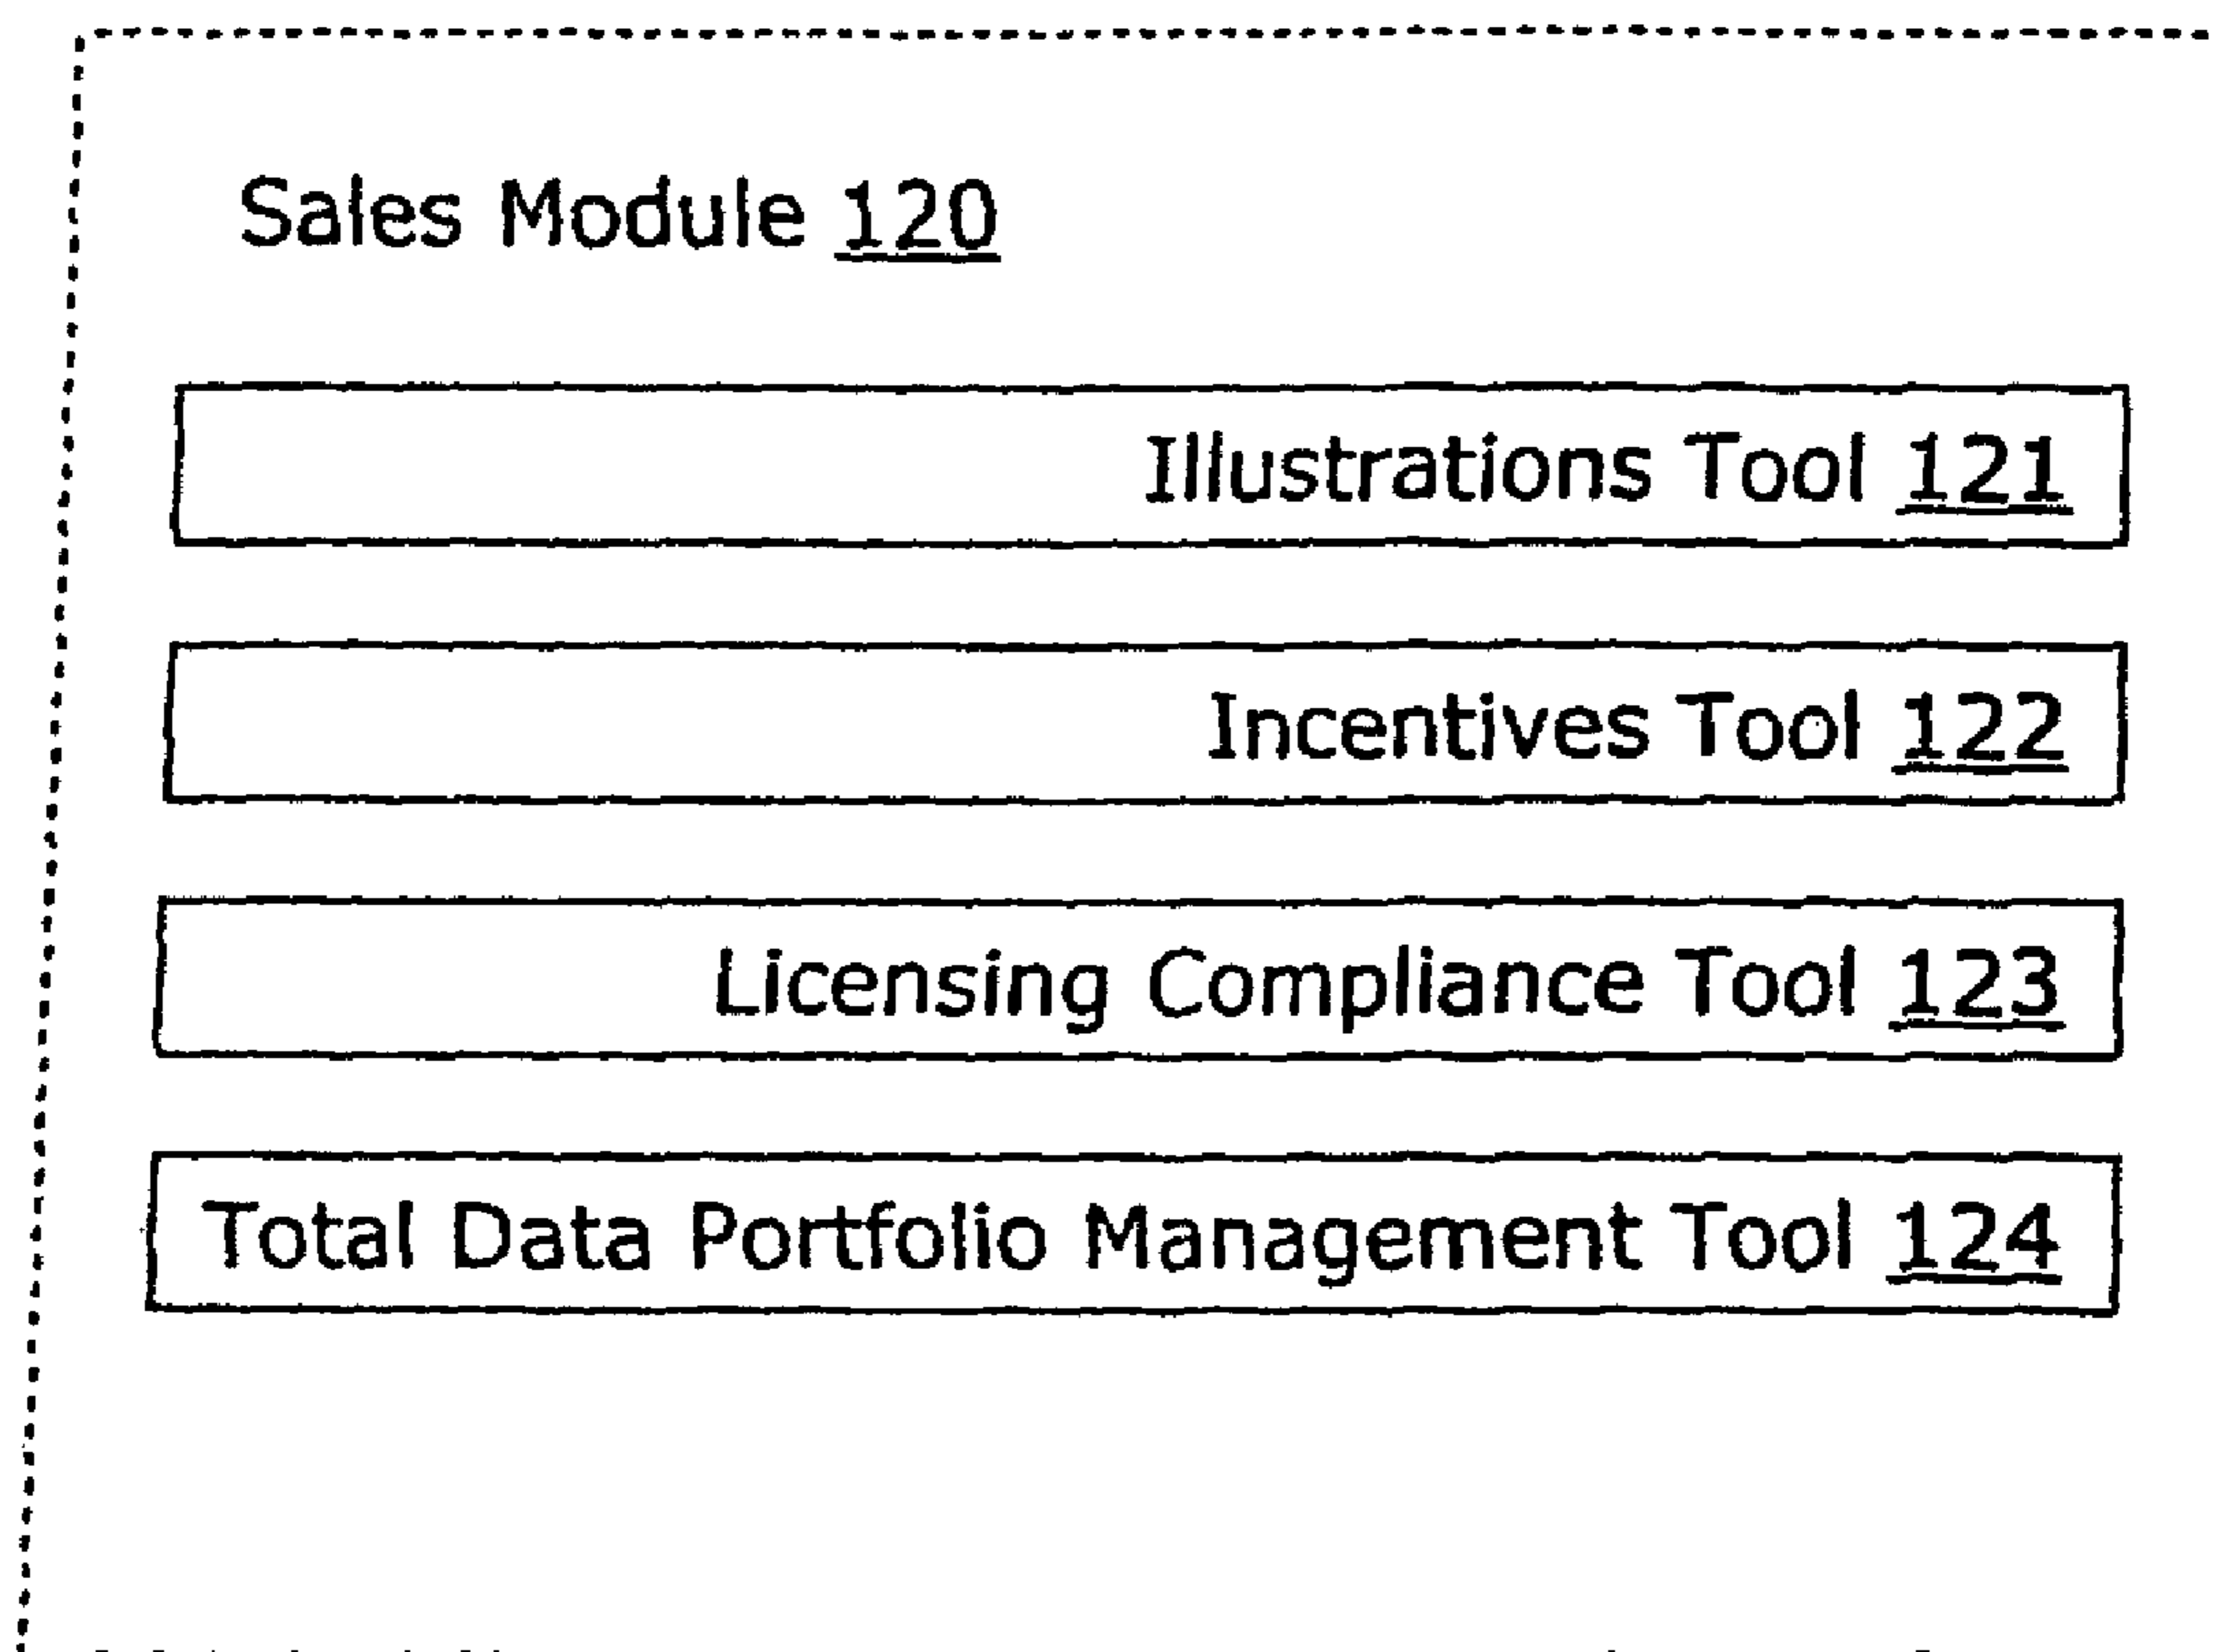 Sales Module 120
Illustrations Tool 121
Incentives Tool 122
Licensing Compliance Tool 123
Total Data Portfolio Management Tool 124